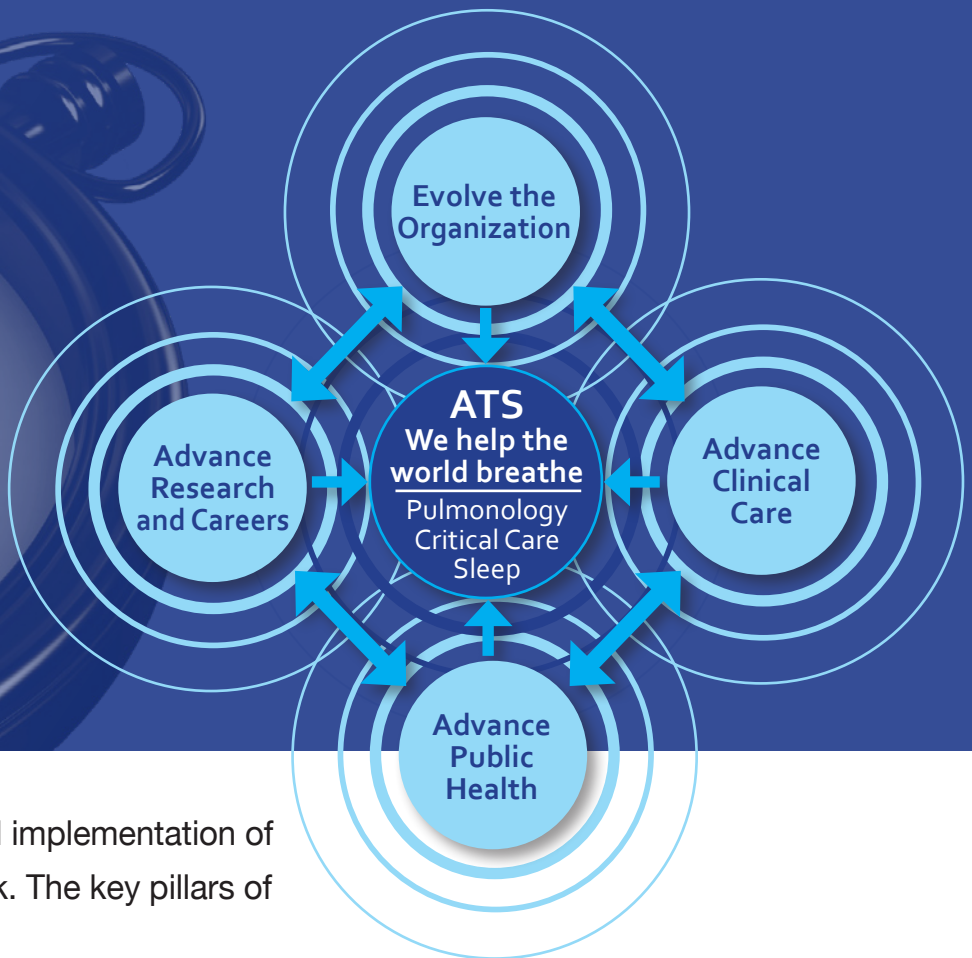 Evolve the
Organization
ATS
We help the
world breathe
Pulmonology
Critical Care
Sleep
Advance
Research
and Careers
Advance
Clinical
Care
Advance
Public
Health
implementation of
The key pillars of